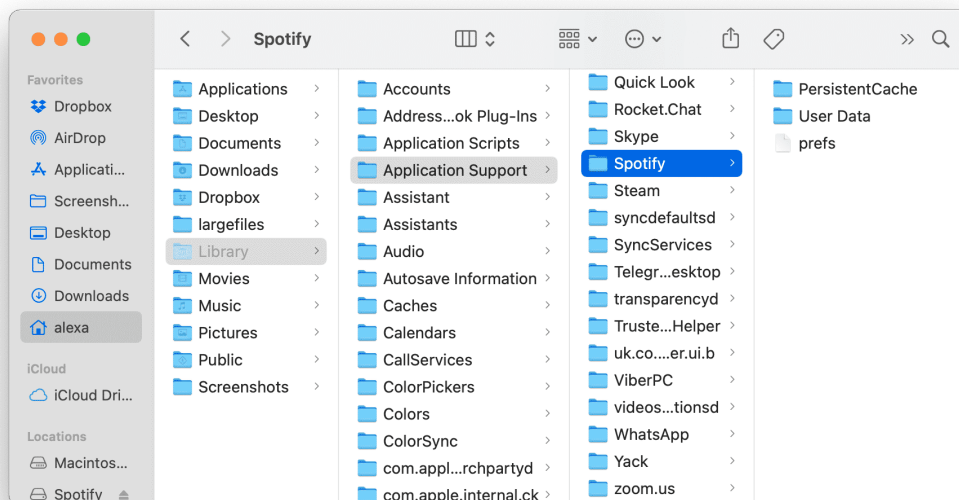 Spotify
Favorites
Dropbox
AirDrop
Applicati...
Screensh...
Desktop
Documents
Downloads
alexa
iCloud
iCloud Dri...
Locations
Macintos...
Spotify
Applications
Desktop
Documents
Downloads
Dropbox
largefiles
Library
Movies
Music
Pictures
Public
Screenshots
Accounts
Address...ok Plug-Ins
Application Scripts
Application Support
Assistant
Assistants
Audio
Autosave Information
Caches
Calendars
CallServices
ColorPickers
Colors
ColorSync
com.appl...rchpartyd
com.apple.internal.ck
Quick Look
Rocket.Chat
Skype
Spotify
Steam
syncdefaultsd
SyncServices
Telegr...esktop
transparencyd
Truste...Helper
uk.co....er.ui.b
ViberPC
videos...tionsd
WhatsApp
Yack
zoom.us
PersistentCache
User Data
prefs